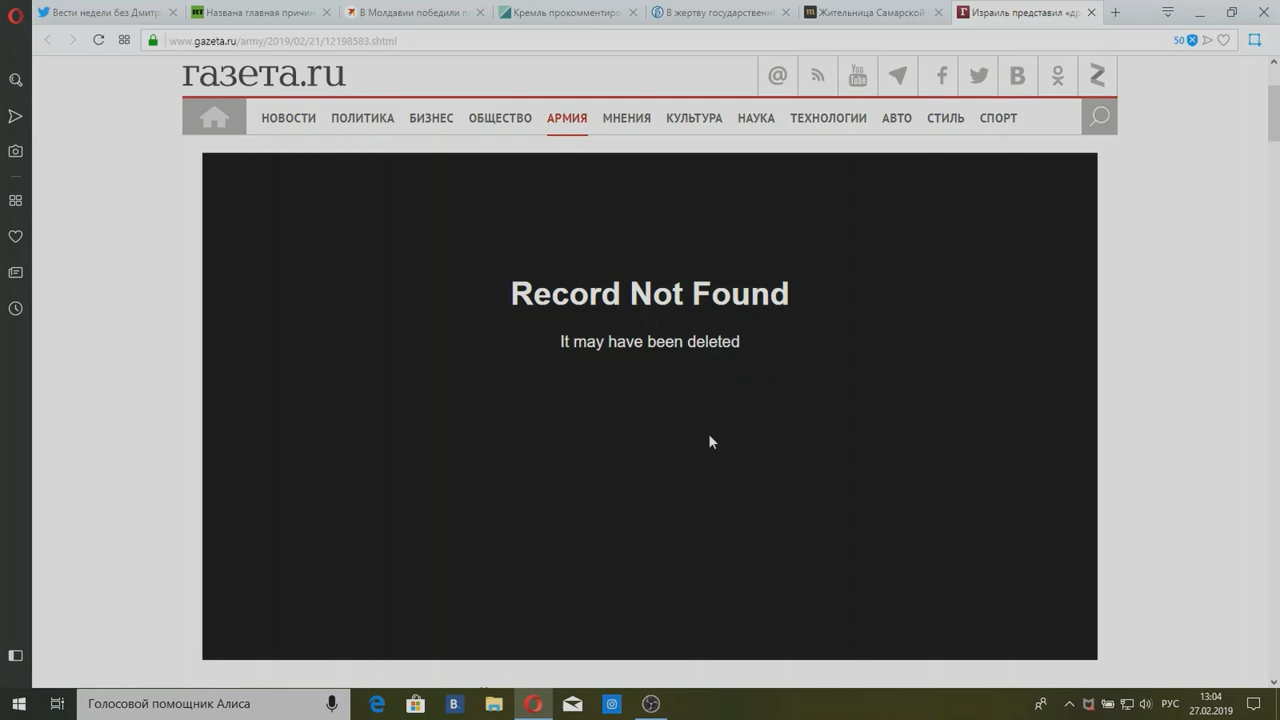 Вести недели без Дмитр
Названа главная причин
В Молдавии победили п
Кремль прокомментиро
В жертву государственн
Жительница Самарской
Израиль представил «др
www.gazeta.ru/army/2019/02/21/12198583.shtml
50
газета.ru
You Tube
НОВОСТИ ПОЛИТИКА БИЗНЕС ОБЩЕСТВО АРМИЯ МНЕНИЯ КУЛЬТУРА НАУКА ТЕХНОЛОГИИ АВТО СТИЛЬ СПОРТ
Record Not Found
It may have been deleted
Голосовой помощник Алиса
РУС
13:04
27.02.2019